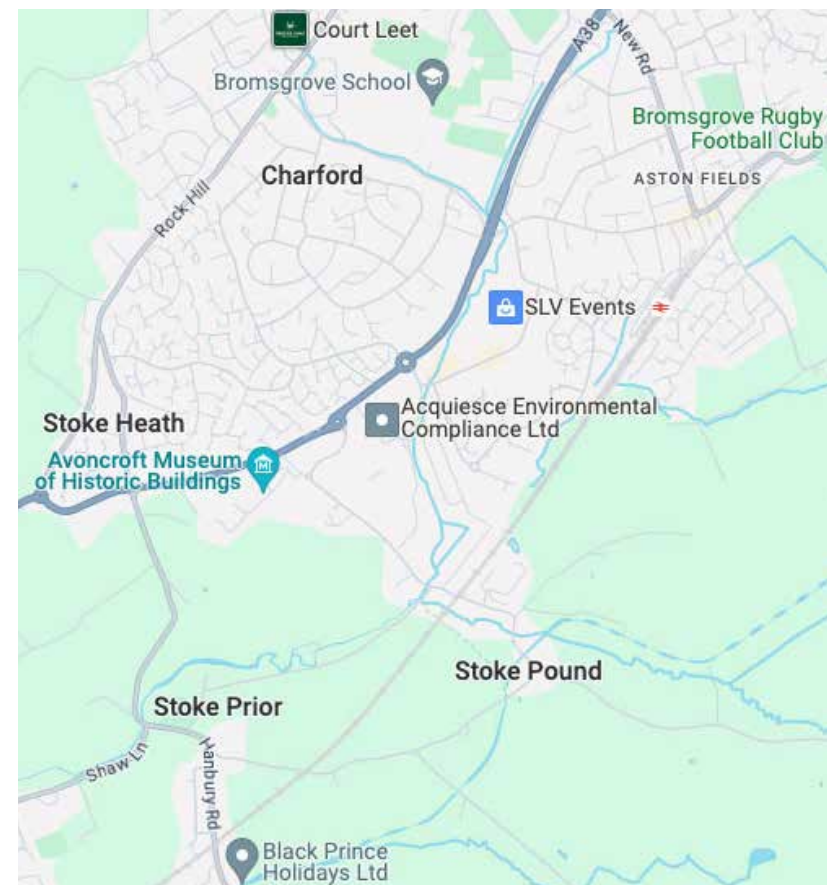 Court Leet
A38
New Rd
Bromsgrove School
Bromsgrove Rugby
Football Club
Charford
ASTON FIELDS
Rock Hill
SLV Events
Stoke Heath
Acquiesce Environmental
Compliance Ltd
Avoncroft Museum
of Historic Buildings
Stoke Pound
Stoke Prior
Shaw Ln
Hanbury Rd
Black Prince
Holidays Ltd